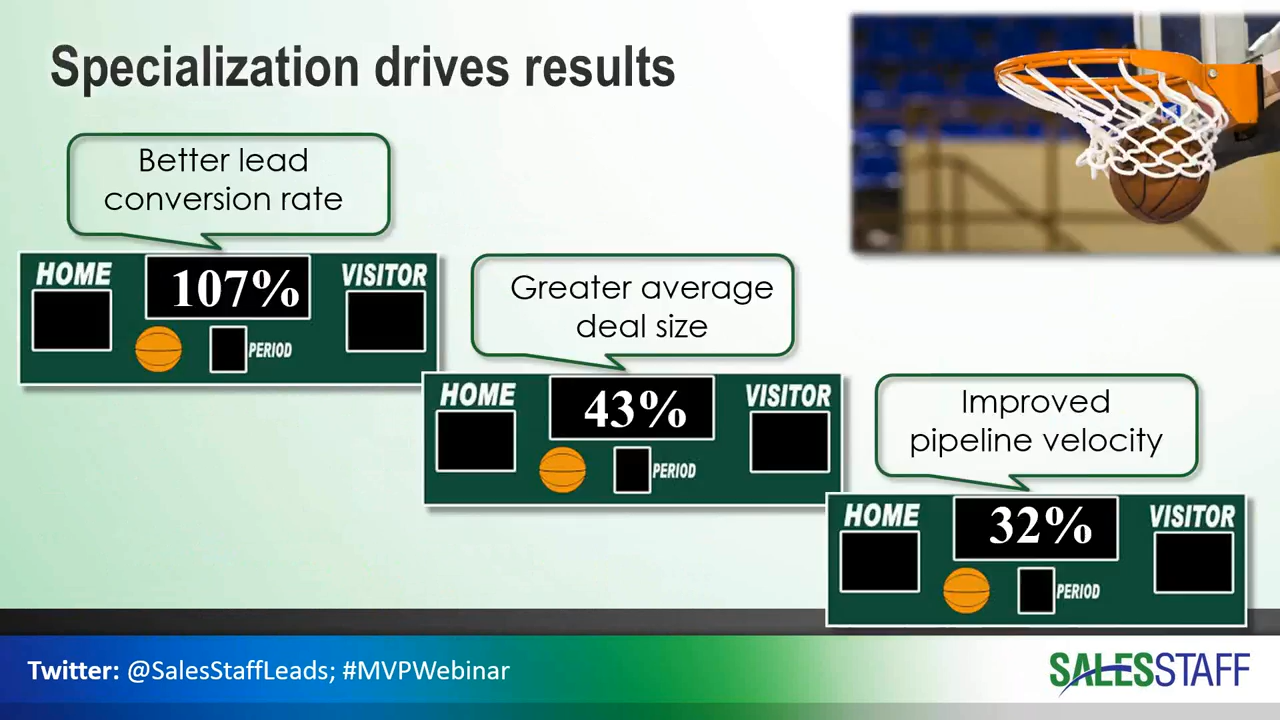 Specialization drives results
Better lead
conversion rate
HOME
107%
VISITOR
PERIOD
Greater average
deal size
HOME
43%
VISITOR
PERIOD
Improved
pipeline velocity
HOME
32%
VISITOR
PERIOD
Twitter: @SalesStaffLeads; #MVPWebinar
SALESSTAFF